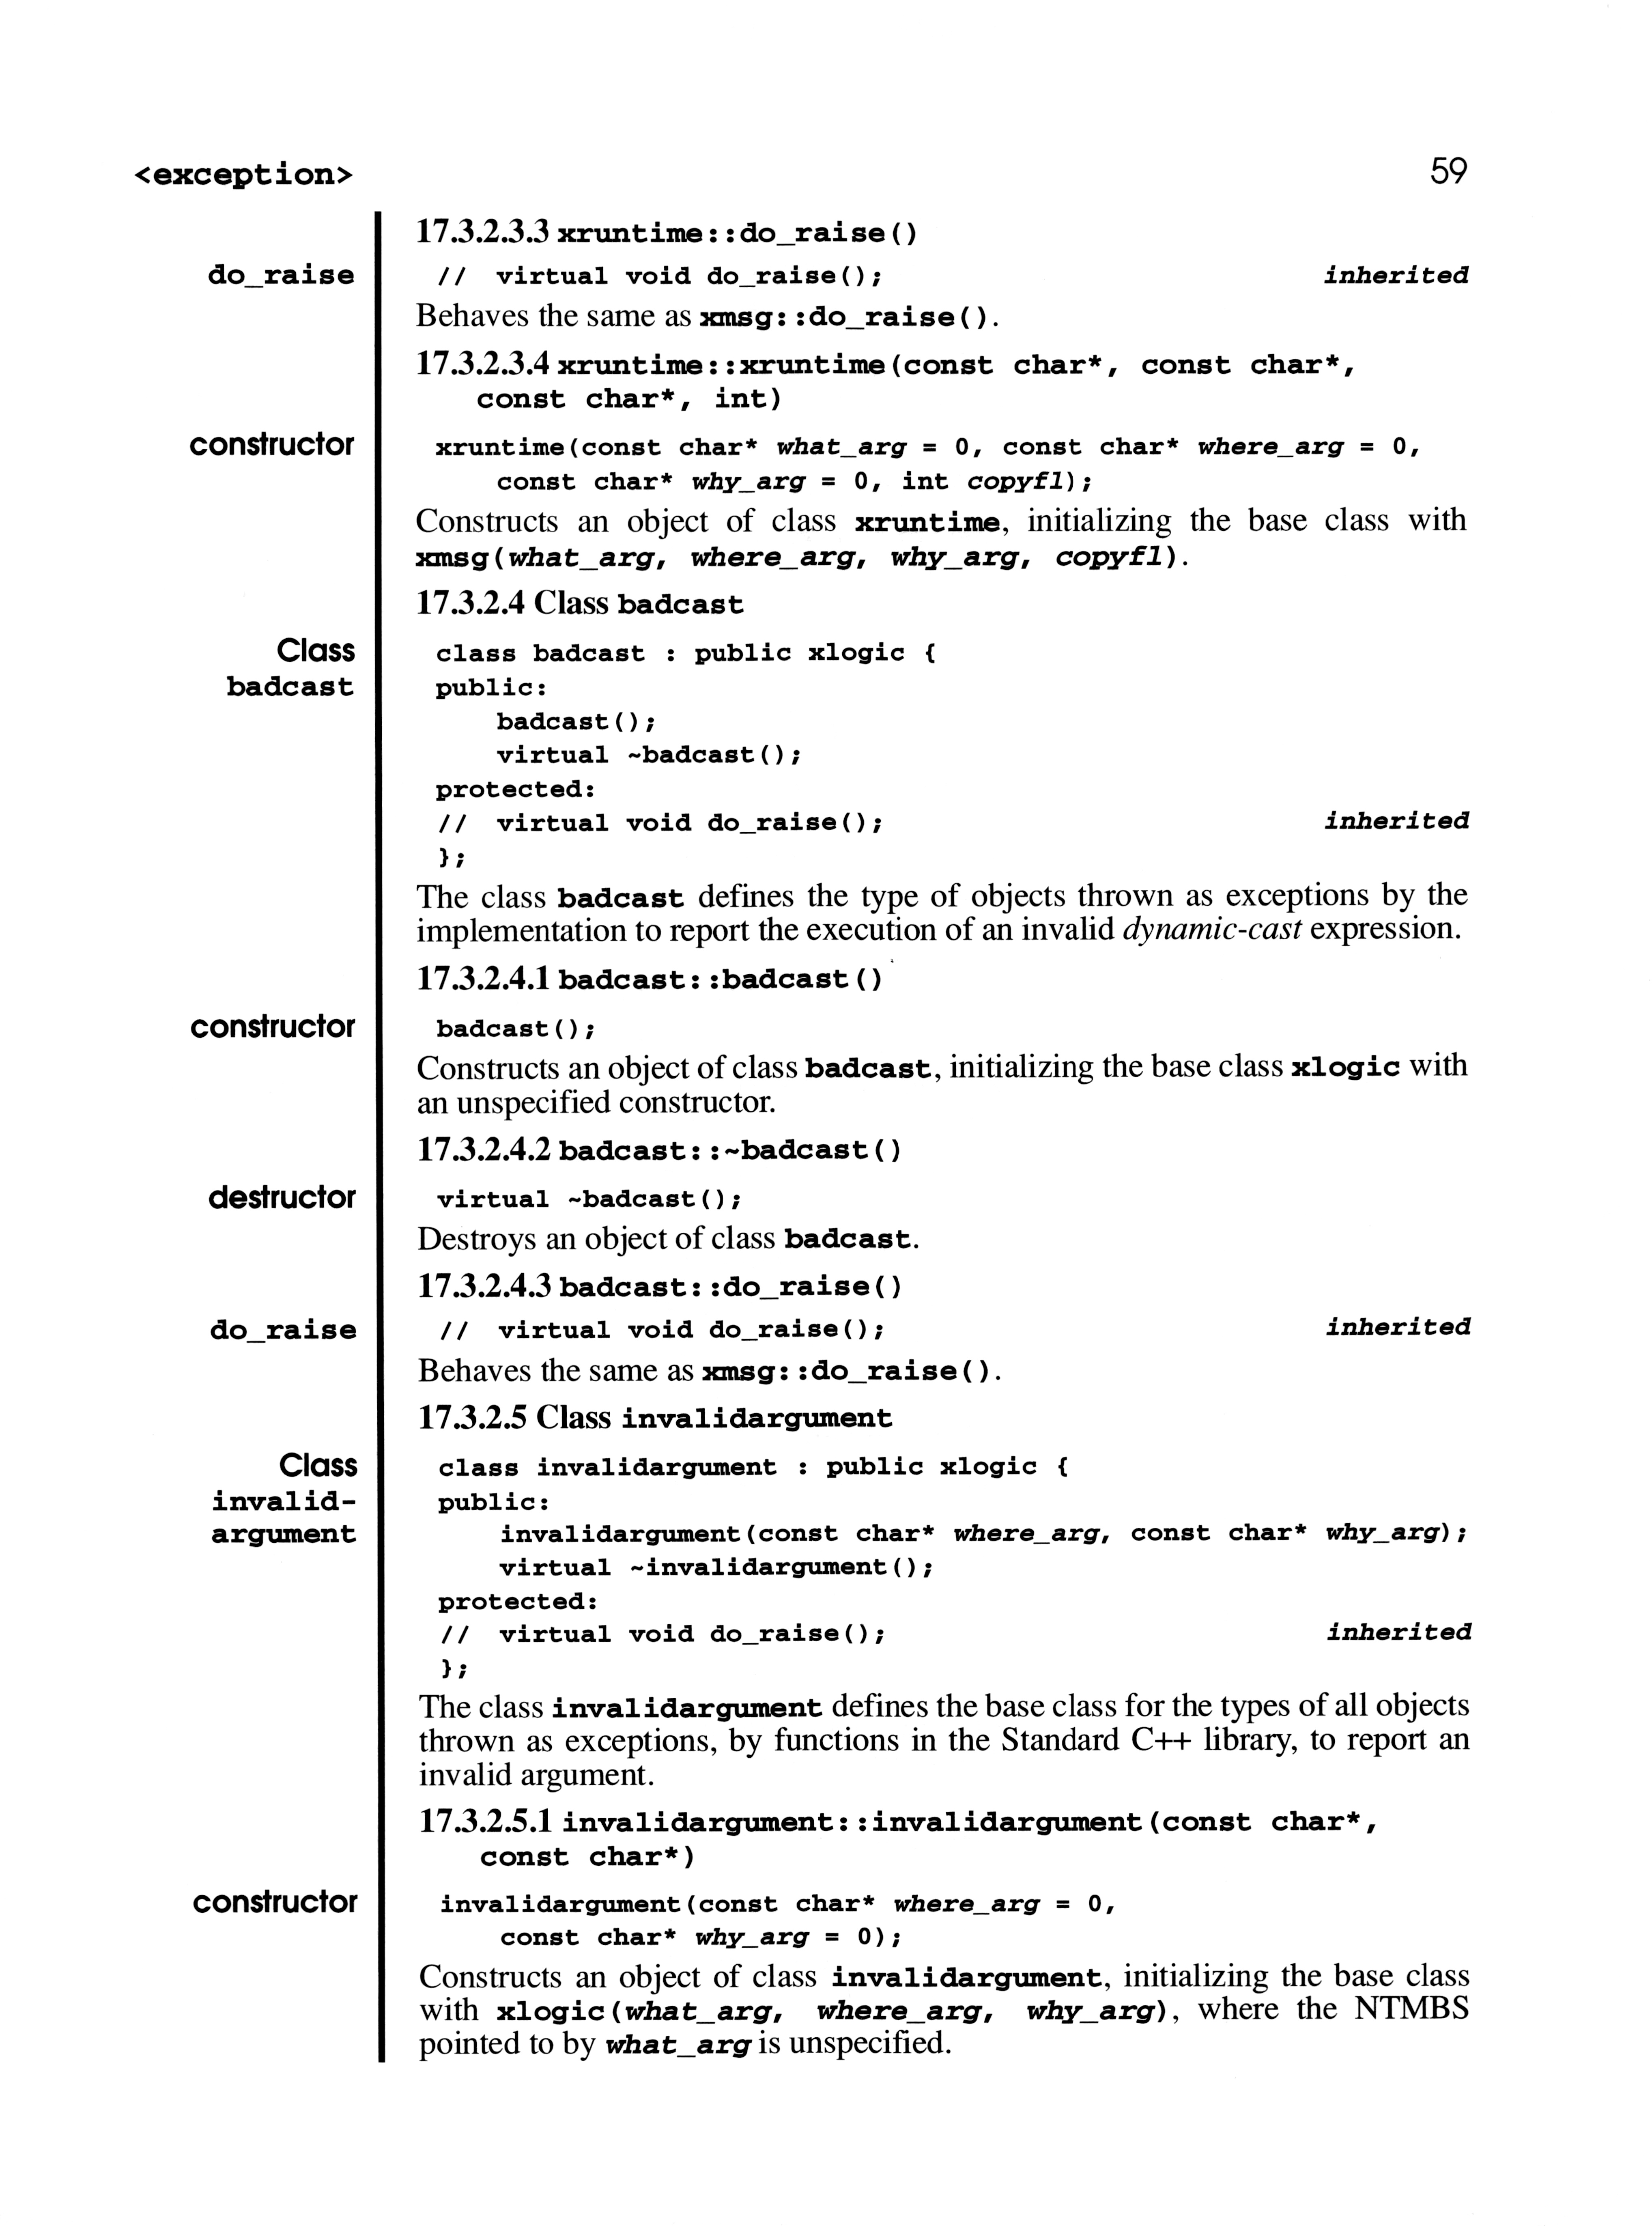 <exception> 59
17.3.2.3.3 xruntime::do_raise()
do_raise // virtual void do_raise(); inherited
Behaves the same as xmsg::do_raise().
17.3.2.3.4 xruntime::xruntime(const char*, const char*,
const char*, int)
constructor xruntime(const char* what_arg = 0, const char* where_arg = 0,
const char* why_arg = 0, int copyfl);
Constructs an object of class xruntime, initializing the base class with
xmsg(what_arg, where_arg, why_arg, copyfl).
17.3.2.4 Class badcast
Class class badcast : public xlogic {
badcast public:
badcast();
virtual ~badcast();
protected:
// virtual void do_raise(); inherited
};
The class badcast defines the type of objects thrown as exceptions by the
implementation to report the execution of an invalid dynamic-cast expression.
17.3.2.4.1 badcast::badcast()
constructor badcast();
Constructs an object of class badcast, initializing the base class xlogic with
an unspecified constructor.
17.3.2.4.2 badcast::~badcast()
destructor virtual ~badcast();
Destroys an object of class badcast.
17.3.2.4.3 badcast::do_raise()
do_raise // virtual void do_raise(); inherited
Behaves the same as xmsg::do_raise().
17.3.2.5 Class invalidargument
Class class invalidargument : public xlogic {
invalid- public:
argument invalidargument(const char* where_arg, const char* why_arg);
virtual ~invalidargument();
protected:
// virtual void do_raise(); inherited
};
The class invalidargument defines the base class for the types of all objects
thrown as exceptions, by functions in the Standard C++ library, to report an
invalid argument.
17.3.2.5.1 invalidargument::invalidargument(const char*,
const char*)
constructor invalidargument(const char* where_arg = 0,
const char* why_arg = 0);
Constructs an object of class invalidargument, initializing the base class
with xlogic(what_arg, where_arg, why_arg), where the NTMBS
pointed to by what_arg is unspecified.